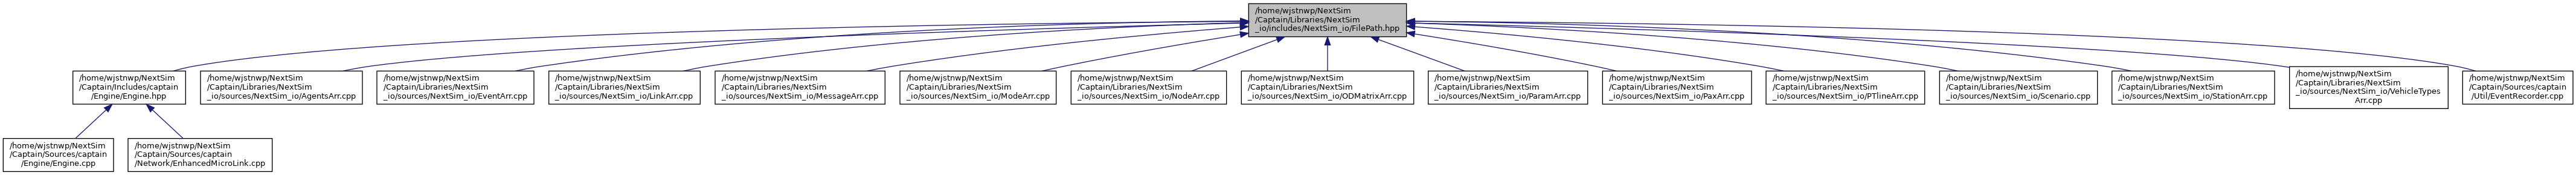 /home/wjstnwp/NextSim
/Captain/Libraries/NextSim
_io/includes/NextSim_io/FilePath.hpp
/home/wjstnwp/NextSim
/Captain/Includes/captain
/Engine/Engine.hpp
/home/wjstnwp/NextSim
/Captain/Libraries/NextSim
_io/sources/NextSim_io/AgentsArr.cpp
/home/wjstnwp/NextSim
/Captain/Libraries/NextSim
_io/sources/NextSim_io/EventArr.cpp
/home/wjstnwp/NextSim
/Captain/Libraries/NextSim
_io/sources/NextSim_io/LinkArr.cpp
/home/wjstnwp/NextSim
/Captain/Libraries/NextSim
_io/sources/NextSim_io/MessageArr.cpp
/home/wjstnwp/NextSim
/Captain/Libraries/NextSim
_io/sources/NextSim_io/ModeArr.cpp
/home/wjstnwp/NextSim
/Captain/Libraries/NextSim
_io/sources/NextSim_io/NodeArr.cpp
/home/wjstnwp/NextSim
/Captain/Libraries/NextSim
_io/sources/NextSim_io/ODMatrixArr.cpp
/home/wjstnwp/NextSim
/Captain/Libraries/NextSim
_io/sources/NextSim_io/ParamArr.cpp
/home/wjstnwp/NextSim
/Captain/Libraries/NextSim
_io/sources/NextSim_io/PaxArr.cpp
/home/wjstnwp/NextSim
/Captain/Libraries/NextSim
_io/sources/NextSim_io/PTlineArr.cpp
/home/wjstnwp/NextSim
/Captain/Libraries/NextSim
_io/sources/NextSim_io/Scenario.cpp
/home/wjstnwp/NextSim
/Captain/Libraries/NextSim
_io/sources/NextSim_io/StationArr.cpp
/home/wjstnwp/NextSim
/Captain/Libraries/NextSim
_io/sources/NextSim_io/VehicleTypes
Arr.cpp
/home/wjstnwp/NextSim
/Captain/Sources/captain
/Util/EventRecorder.cpp
/home/wjstnwp/NextSim
/Captain/Sources/captain
/Engine/Engine.cpp
/home/wjstnwp/NextSim
/Captain/Sources/captain
/Network/EnhancedMicroLink.cpp